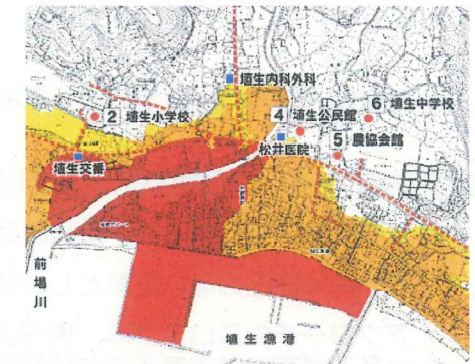 埴生内科外科
2 埴生小学校
4 埴生公民館
6 埴生中学校
松井医院
5 農協会館
埴生交番
前場川
埴生漁港